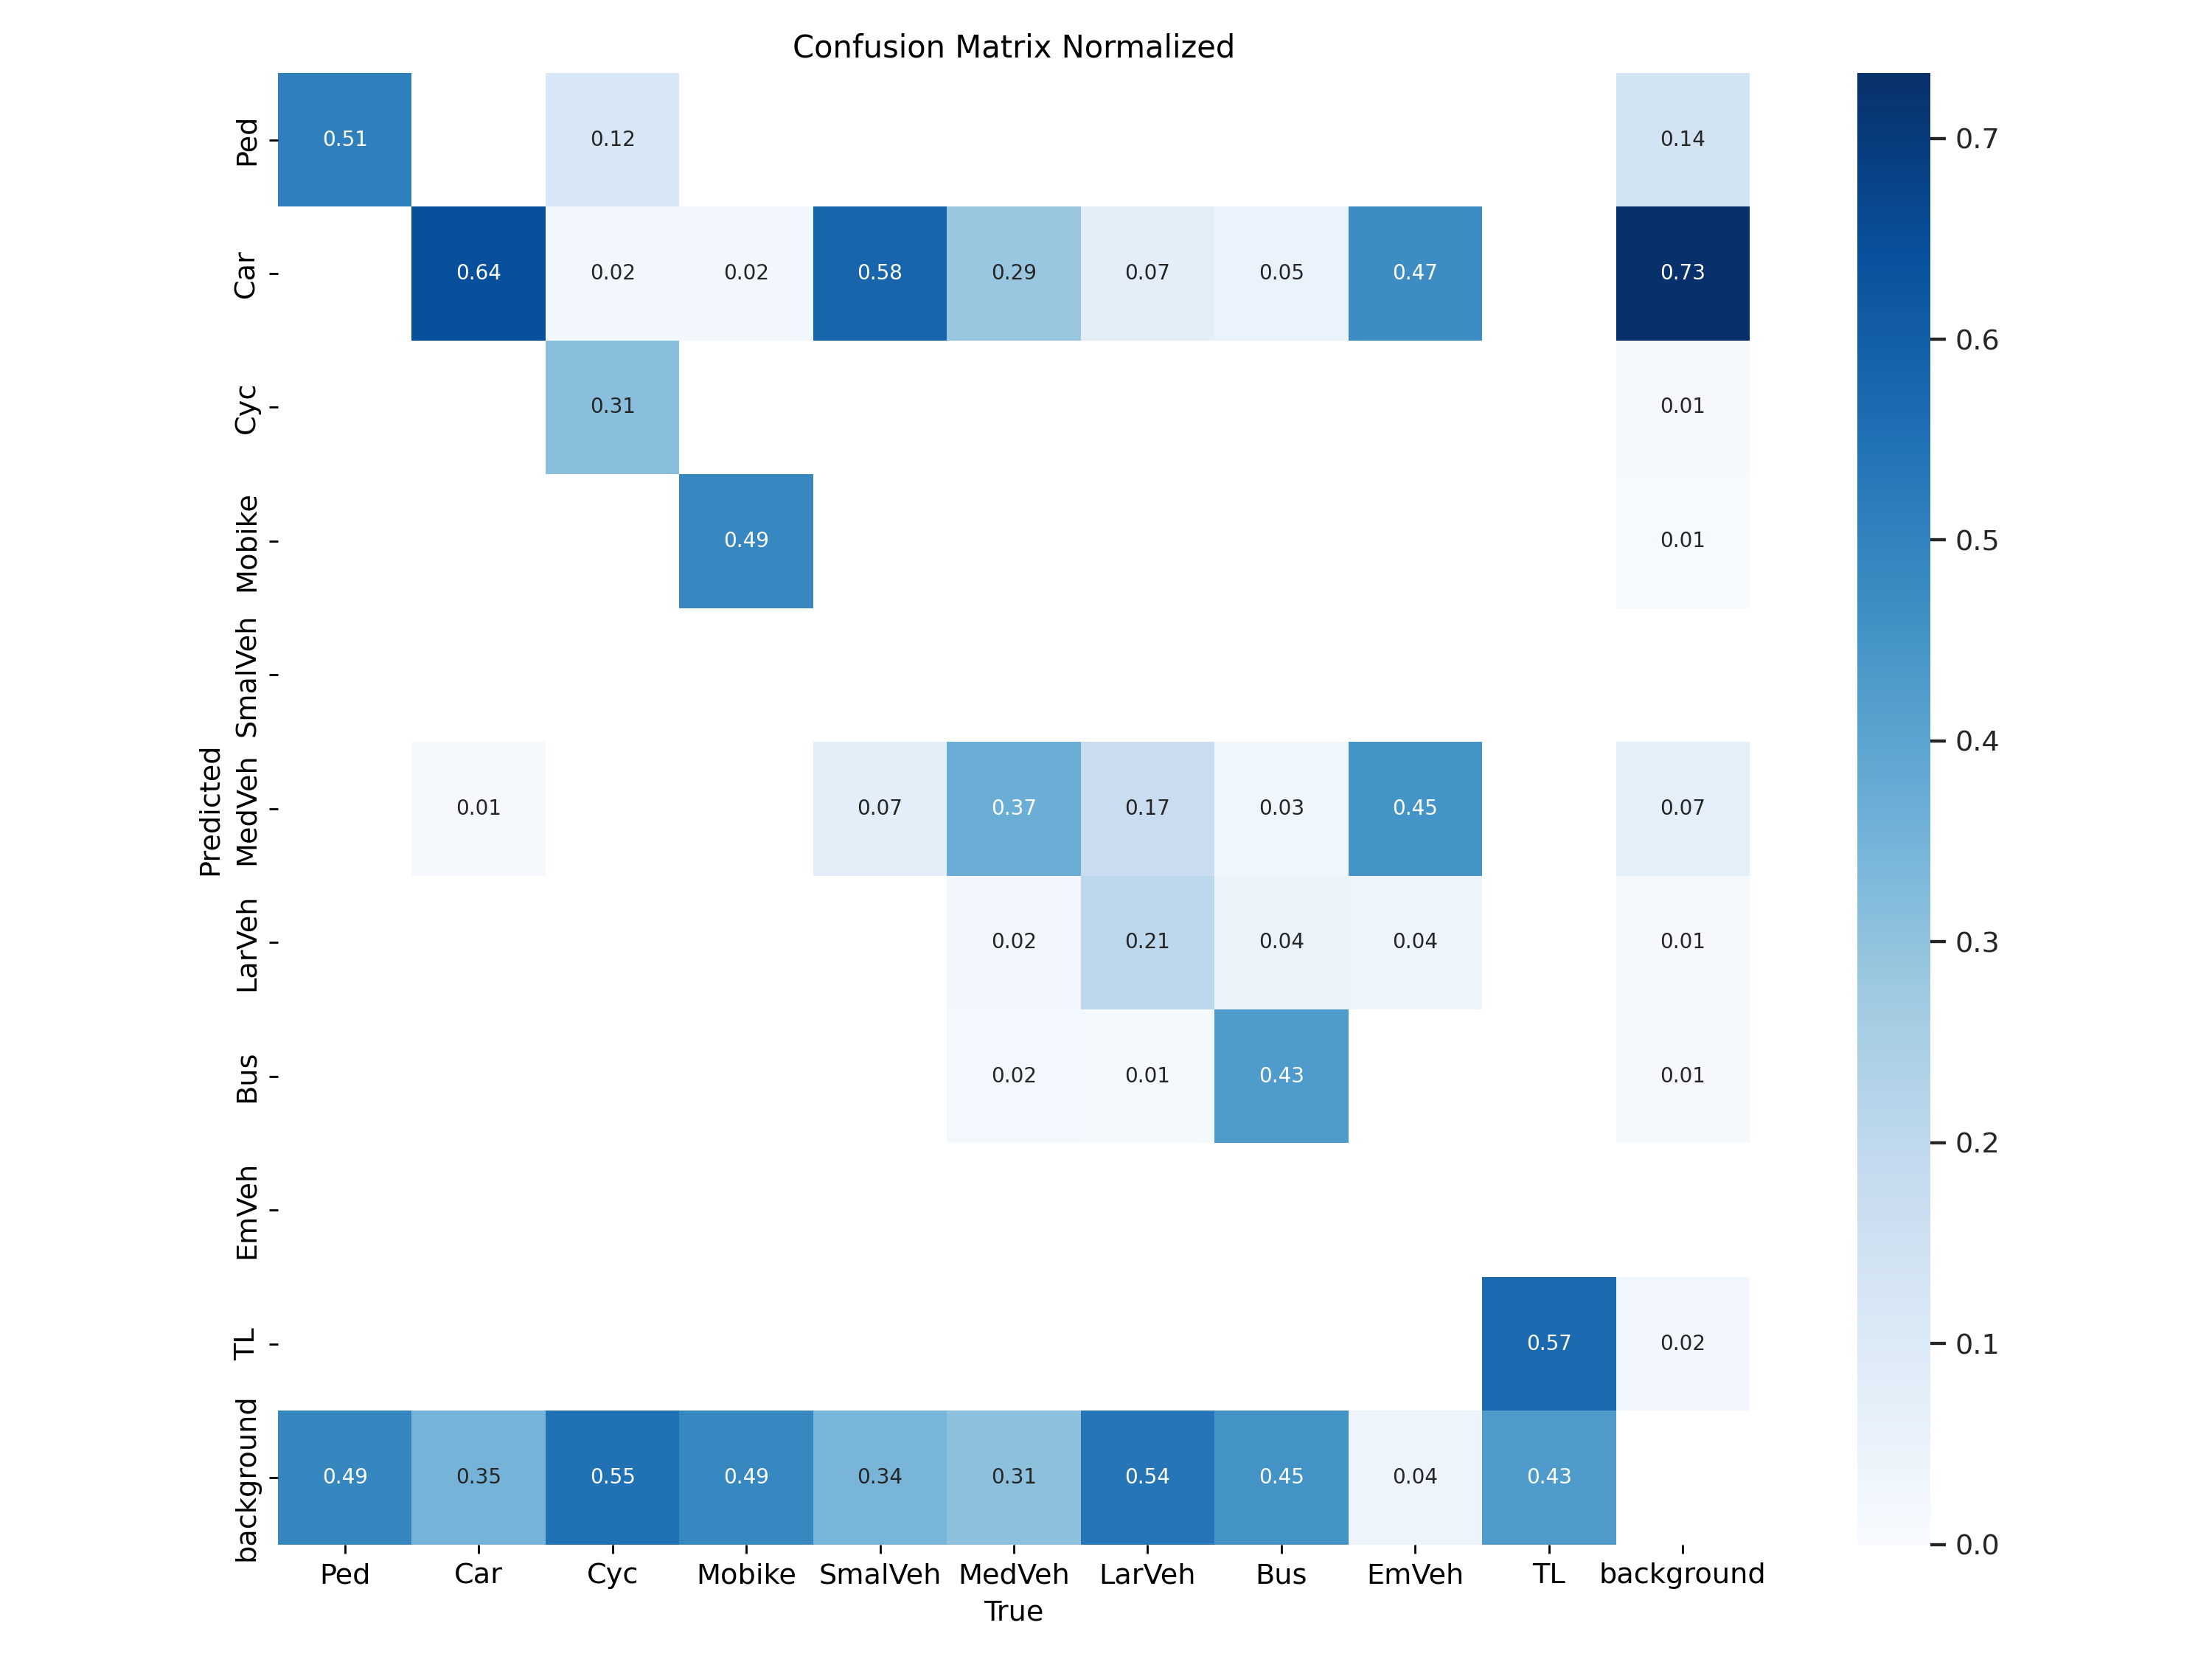 Confusion Matrix Normalized
Ped 0.51 0.12 0.14
Car 0.64 0.02 0.02 0.58 0.29 0.07 0.05 0.47 0.73
Cyc 0.31 0.01
Mobike 0.49 0.01
SmalVeh
MedVeh 0.01 0.07 0.37 0.17 0.03 0.45 0.07
LarVeh 0.02 0.21 0.04 0.04 0.01
Bus 0.02 0.01 0.43 0.01
EmVeh
TL 0.57 0.02
background 0.49 0.35 0.55 0.49 0.34 0.31 0.54 0.45 0.04 0.43
Predicted
Ped Car Cyc Mobike SmalVeh MedVeh LarVeh Bus EmVeh TL background
True
0.7
0.6
0.5
0.4
0.3
0.2
0.1
0.0